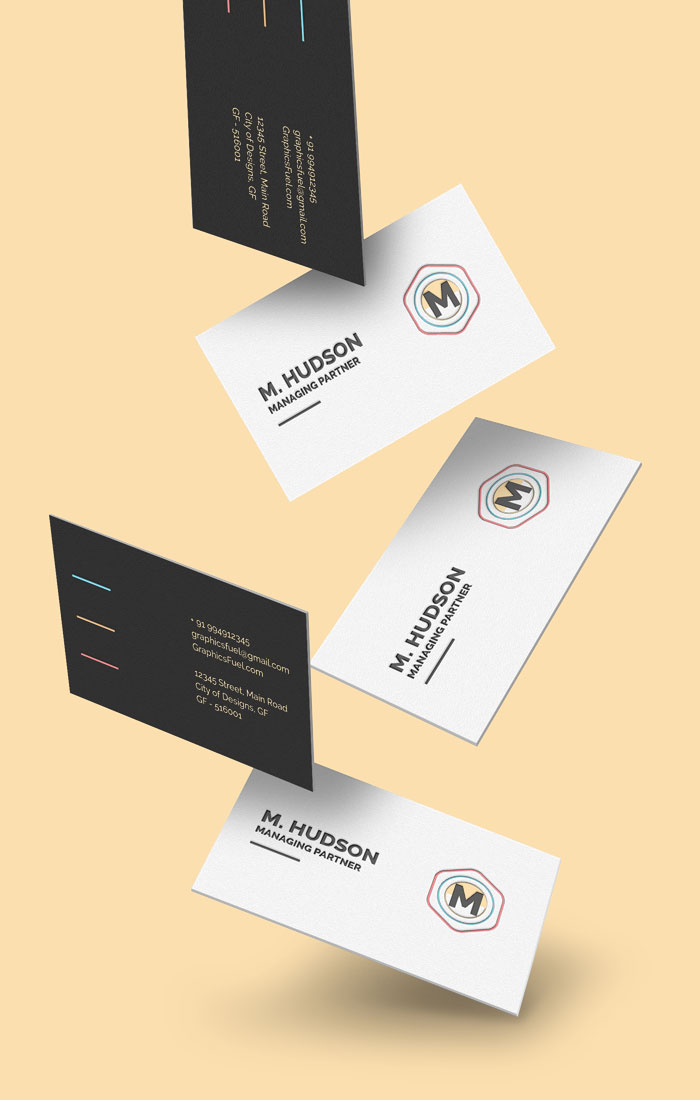 * 91 994912345
graphicsfuel@gmail.com
GraphicsFuel.com
12345 Street, Main Road
City of Designs, GF
GF - 516001
M
M. HUDSON
MANAGING PARTNER
M
M. HUDSON
MANAGING PARTNER
* 91 994912345
graphicsfuel@gmail.com
GraphicsFuel.com
12345 Street, Main Road
City of Designs, GF
GF - 516001
M. HUDSON
MANAGING PARTNER
M